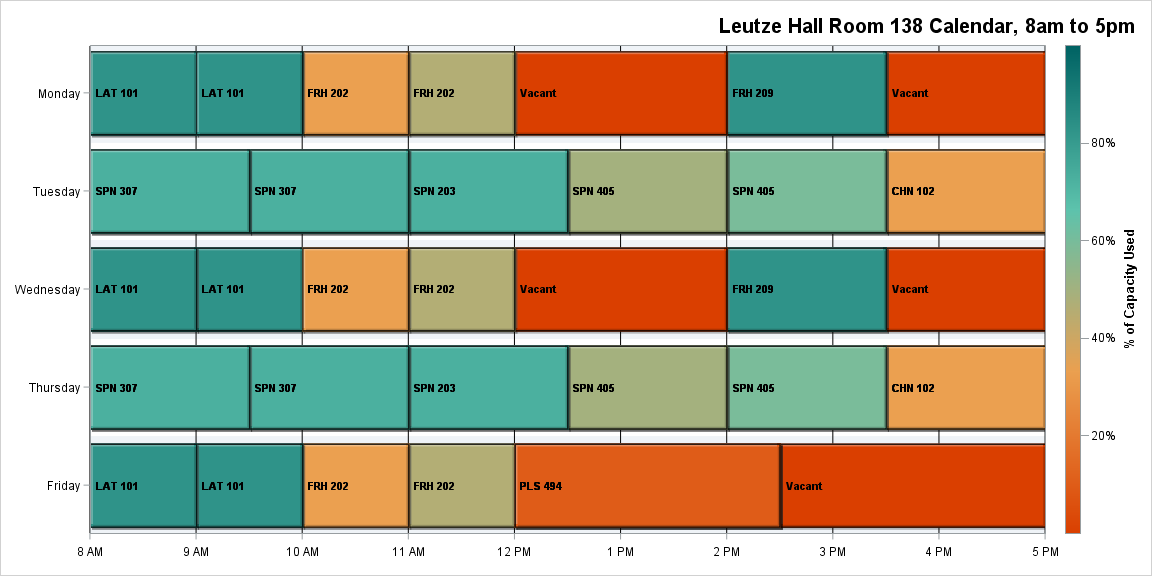 Leutze Hall Room 138 Calendar, 8am to 5pm
Monday
LAT 101
LAT 101
FRH 202
FRH 202
Vacant
FRH 209
Vacant
Tuesday
SPN 307
SPN 307
SPN 203
SPN 405
SPN 405
CHN 102
Wednesday
LAT 101
LAT 101
FRH 202
FRH 202
Vacant
FRH 209
Vacant
Thursday
SPN 307
SPN 307
SPN 203
SPN 405
SPN 405
CHN 102
Friday
LAT 101
LAT 101
FRH 202
FRH 202
PLS 494
Vacant
8 AM
9 AM
10 AM
11 AM
12 PM
1 PM
2 PM
3 PM
4 PM
5 PM
80%
60%
40%
20%
% of Capacity Used